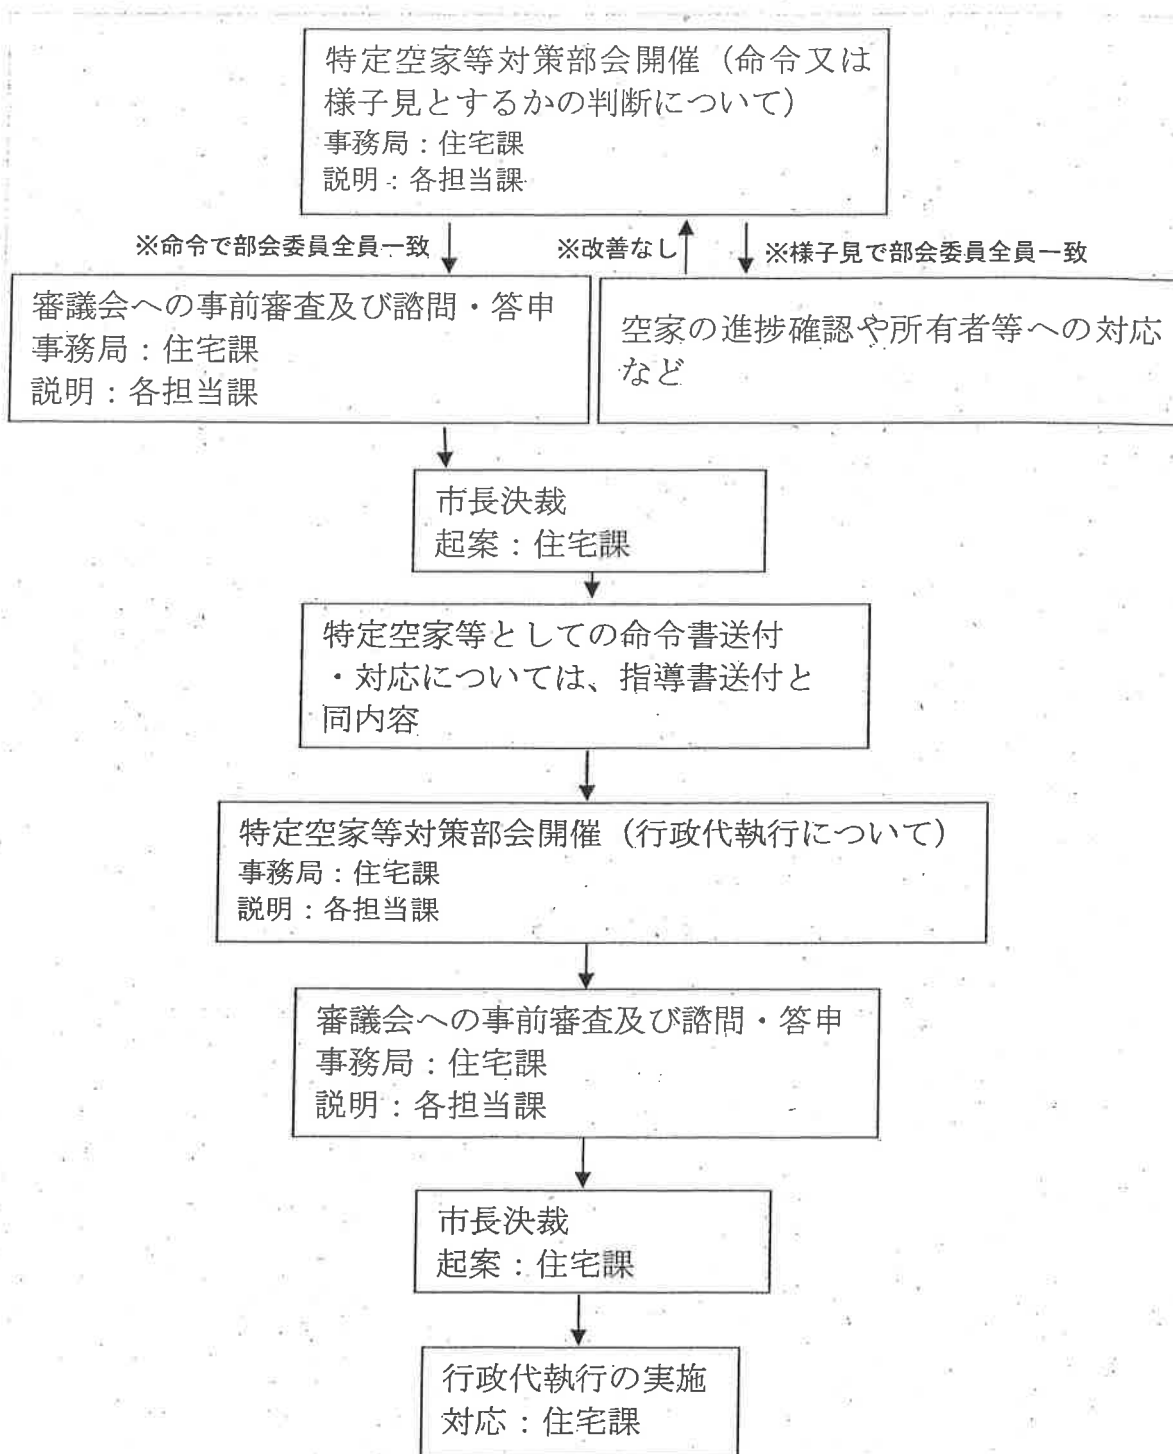 特定空家等対策部会開催（命令又は
様子見とするかの判断について）
事務局：住宅課
説明：各担当課
※命令で部会委員全員一致
※改善なし
※様子見で部会委員全員一致
審議会への事前審査及び諮問・答申
事務局：住宅課
説明：各担当課
空家の進捗確認や所有者等への対応
など
市長決裁
起案：住宅課
特定空家等としての命令書送付
・対応については、指導書送付と
同内容
特定空家等対策部会開催（行政代執行について）
事務局：住宅課
説明：各担当課
審議会への事前審査及び諮問・答申
事務局：住宅課
説明：各担当課
市長決裁
起案：住宅課
行政代執行の実施
対応：住宅課